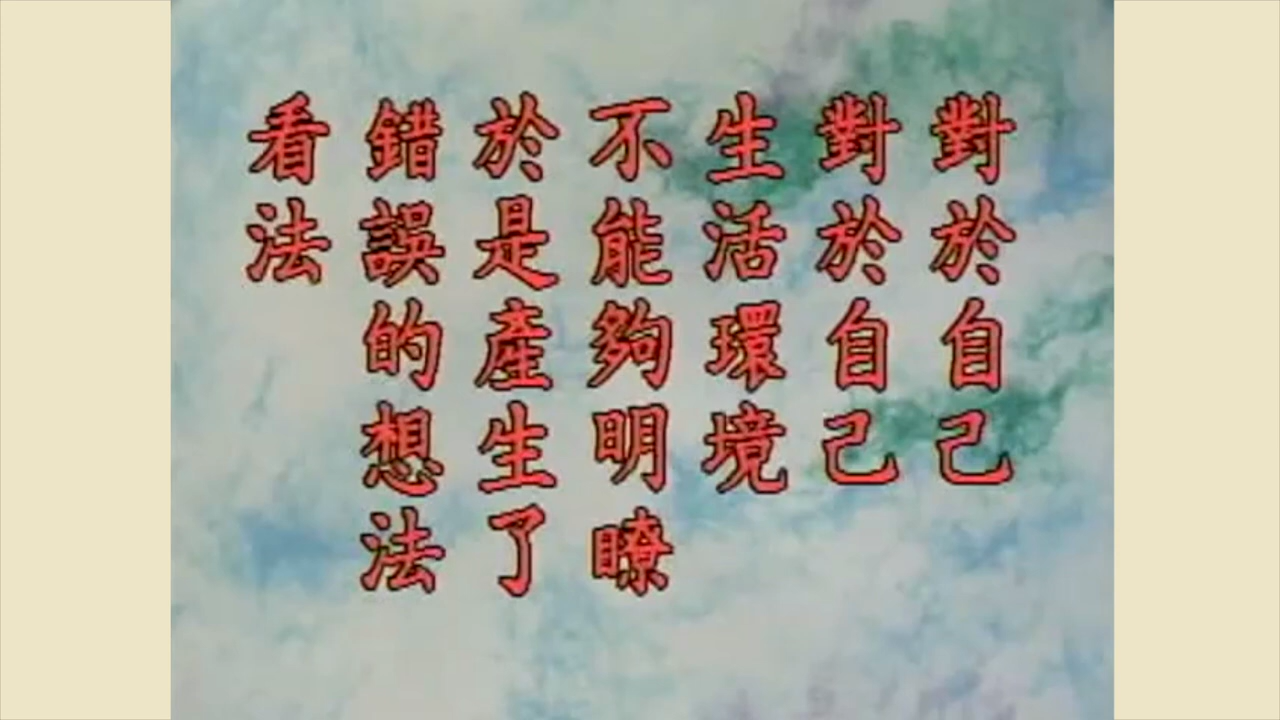 對於自己
對於自己
生活環境
不能夠明瞭
於是產生了
錯誤的想法
看法